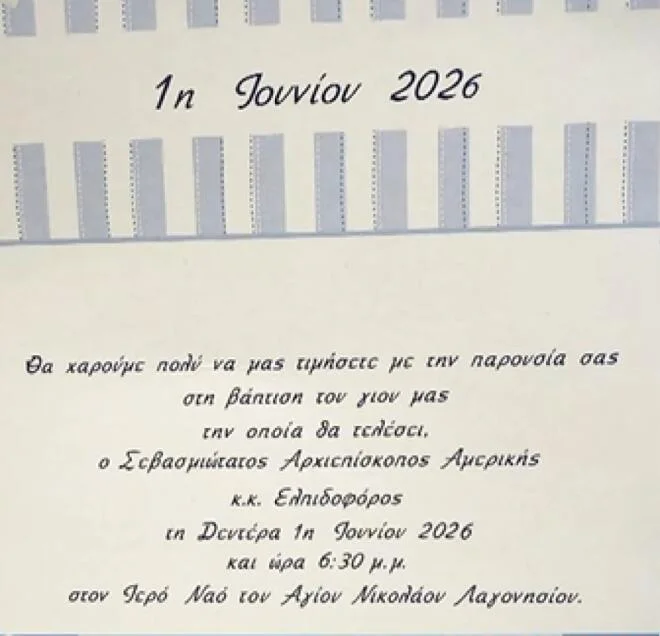 1η Ιουνίου 2026
Θα χαρούμε πολύ να μας τιμήσετε με την παρουσία σας
στη βάπτιση του γιου μας
την οποία θα τελέσει,
ο Σεβασμιώτατος Αρχιεπίσκοπος Αμερικής
κ.κ. Ελπιδοφόρος
τη Δευτέρα 1η Ιουνίου 2026
και ώρα 6:30 μ.μ.
στον Ιερό Ναό του Αγίου Νικολάου Λαγονησίου.